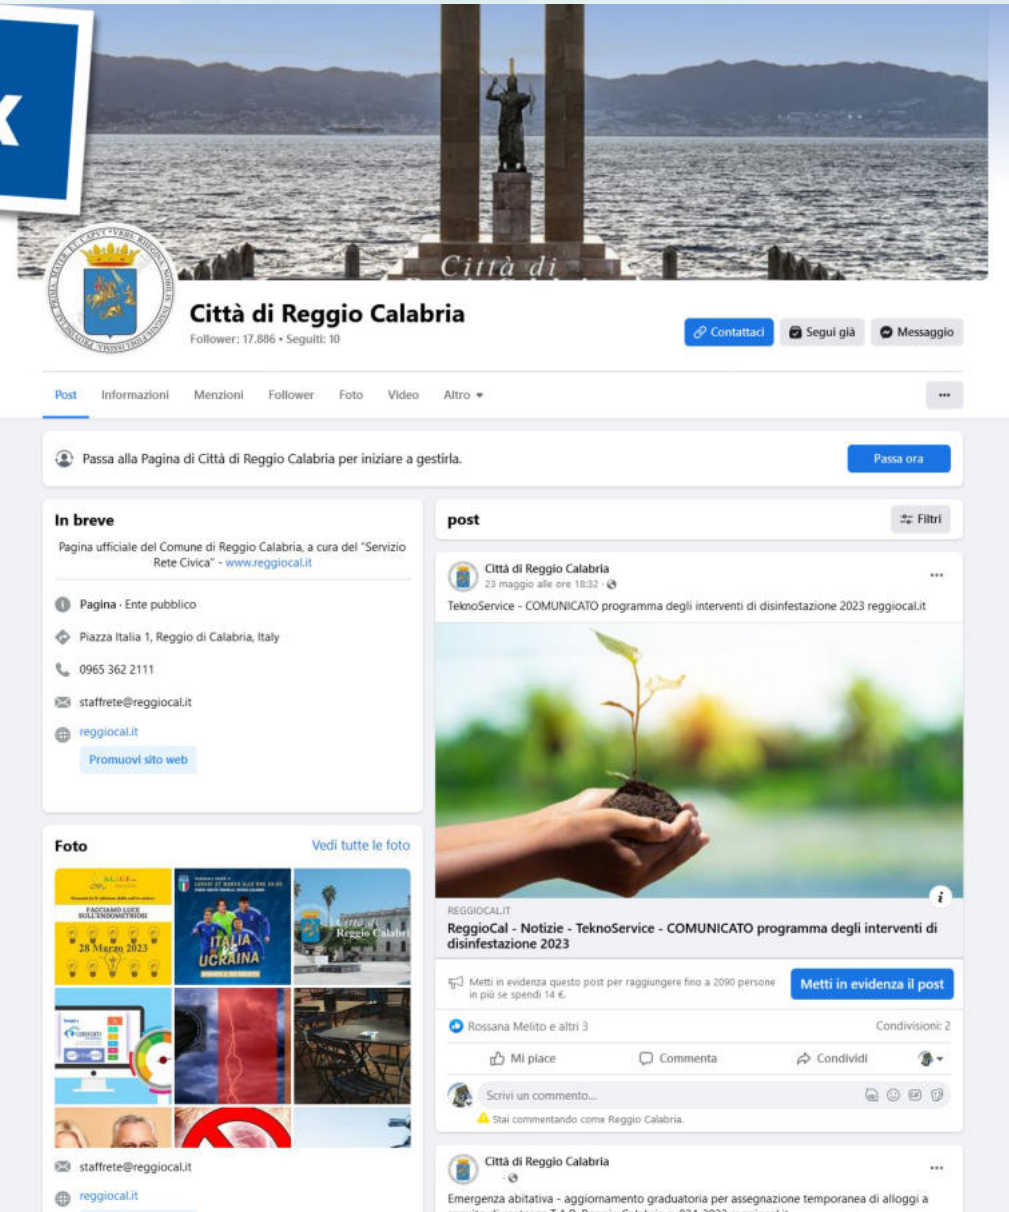 k
Città di
Città di Reggio Calabria
Follower: 17.886 • Seguiti: 10
Contattaci
Segui già
Messaggio
Post Informazioni Menzioni Follower Foto Video Altro
Passa alla Pagina di Città di Reggio Calabria per iniziare a gestirla.
Passa ora
In breve
Pagina ufficiale del Comune di Reggio Calabria, a cura del "Servizio
Rete Civica" - www.reggiocal.it
Pagina · Ente pubblico
Piazza Italia 1, Reggio di Calabria, Italy
0965 362 2111
staffrete@reggiocal.it
reggiocal.it
Promuovi sito web
Foto
Vedi tutte le foto
FACCIAMO LUCE
SULL'ENDOMETRIOSI
28 Marzo 2023
ITALIA
UCRAINA
Città di
Reggio Calabri
staffrete@reggiocal.it
reggiocal.it
post
Filtri
Città di Reggio Calabria
23 maggio alle ore 18:32 ·
TeknoService - COMUNICATO programma degli interventi di disinfestazione 2023 reggiocal.it
REGGIOCAL.IT
ReggioCal - Notizie - TeknoService - COMUNICATO programma degli interventi di
disinfestazione 2023
Metti in evidenza questo post per raggiungere fino a 2090 persone
in più se spendi 14 €.
Metti in evidenza il post
Rossana Melito e altri 3
Condivisioni: 2
Mi piace
Commenta
Condividi
Scrivi un commento...
Stai commentando come Reggio Calabria.
Città di Reggio Calabria
Emergenza abitativa - aggiornamento graduatoria per assegnazione temporanea di alloggi a